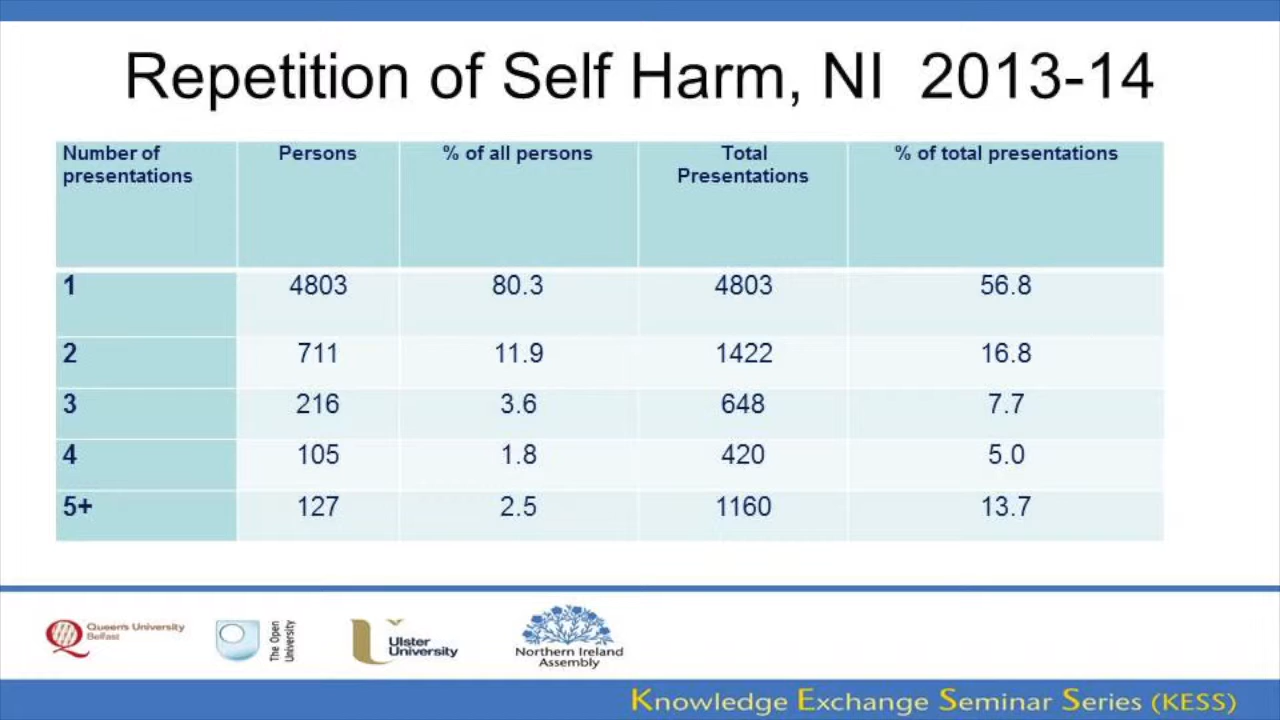 Repetition of Self Harm, NI 2013-14
Number of presentations Persons % of all persons Total Presentations % of total presentations
1 4803 80.3 4803 56.8
2 711 11.9 1422 16.8
3 216 3.6 648 7.7
4 105 1.8 420 5.0
5+ 127 2.5 1160 13.7
Queen's University
Belfast
The Open
University
Ulster
University
Northern Ireland
Assembly
Knowledge Exchange Seminar Series (KESS)